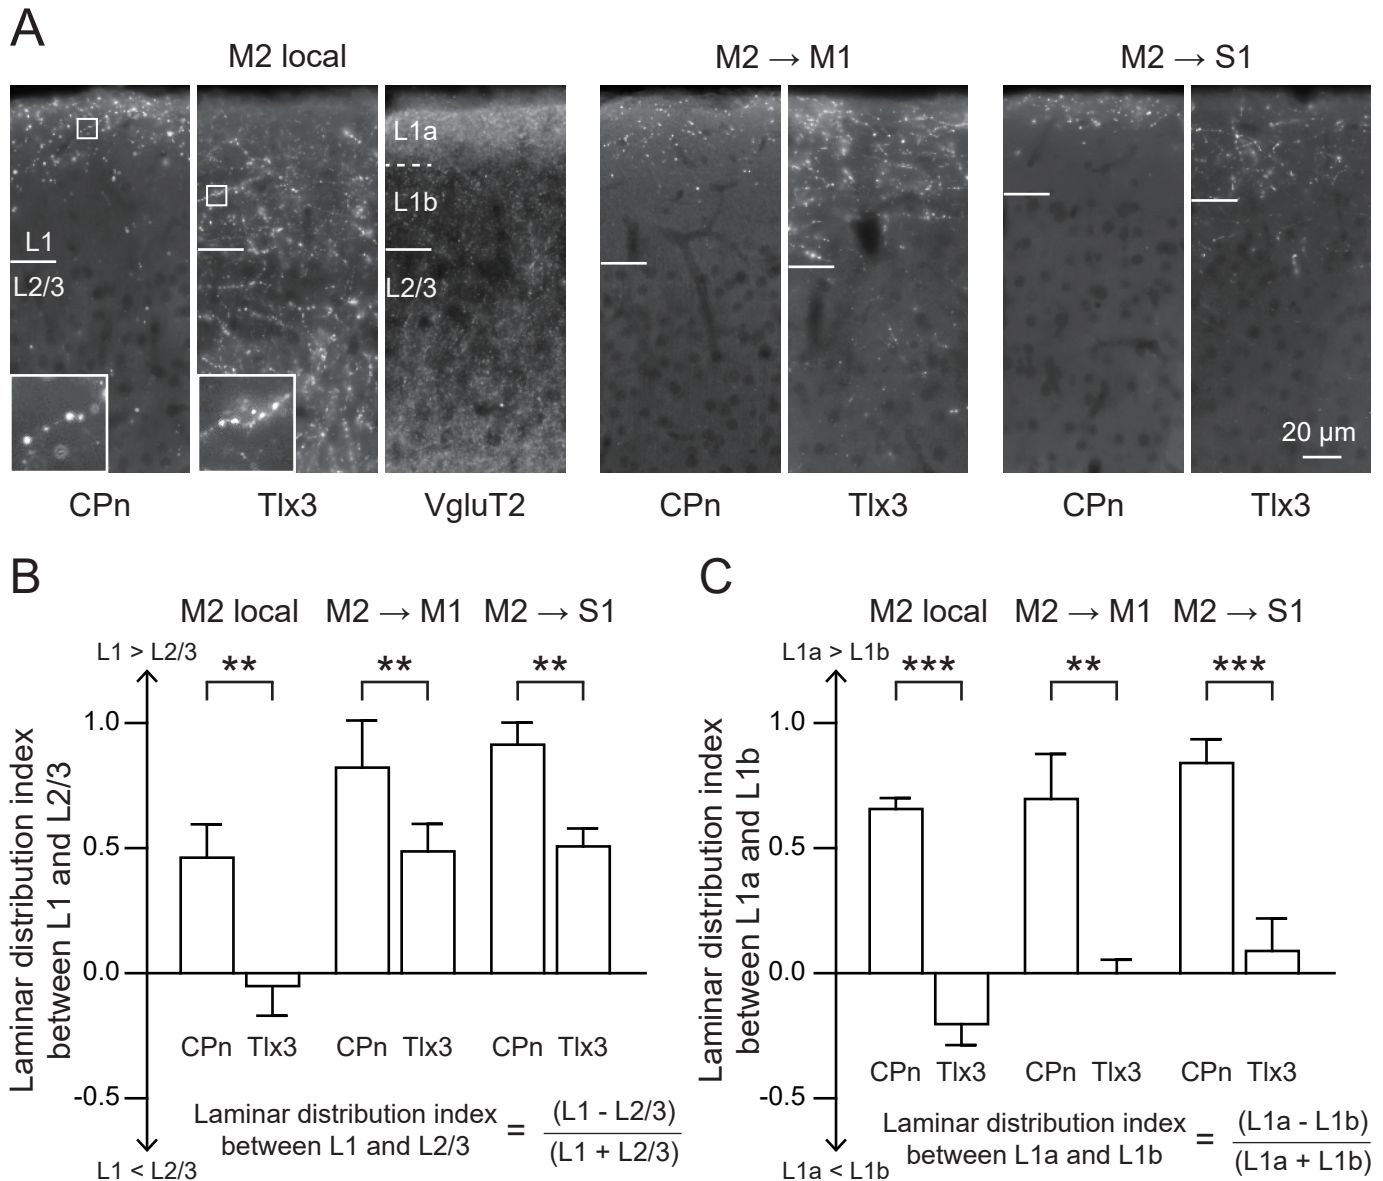 A
M2 local
M2 → M1
M2 → S1
L1a
L1b
L1
L2/3
L2/3
20 µm
CPn
Tlx3
VgluT2
CPn
Tlx3
CPn
Tlx3
B
M2 local
M2 → M1
M2 → S1
L1 > L2/3
**
**
**
Laminar distribution index
between L1 and L2/3
1.0
0.5
0.0
-0.5
CPn
Tlx3
CPn
Tlx3
CPn
Tlx3
Laminar distribution index
between L1 and L2/3
=
(L1 - L2/3)
(L1 + L2/3)
L1 < L2/3
C
M2 local
M2 → M1
M2 → S1
L1a > L1b
***
**
***
Laminar distribution index
between L1a and L1b
1.0
0.5
0.0
-0.5
CPn
Tlx3
CPn
Tlx3
CPn
Tlx3
Laminar distribution index
between L1a and L1b
=
(L1a - L1b)
(L1a + L1b)
L1a < L1b